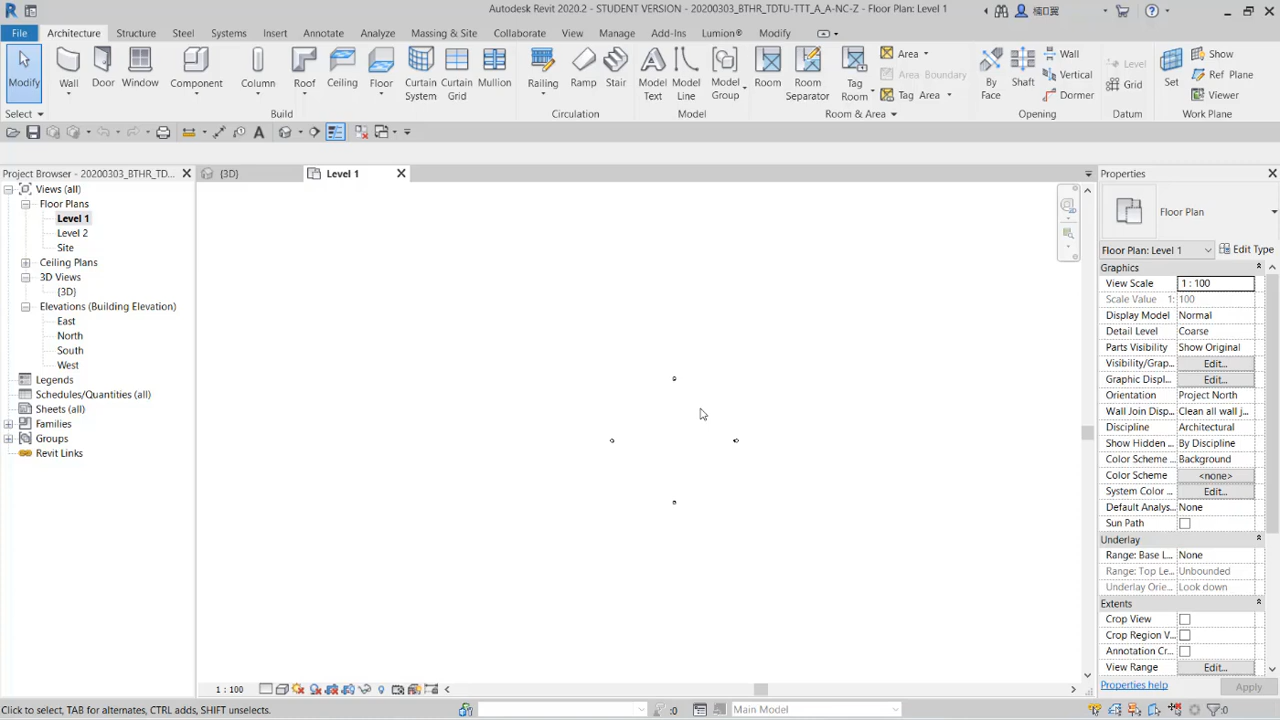 Autodesk Revit 2020.2 - STUDENT VERSION - 20200303_BTHR_TDTU-TTT_A_A-NC-Z - Floor Plan: Level 1
File Architecture Structure Steel Systems Insert Annotate Analyze Massing & Site Collaborate View Manage Add-Ins Lumion® Modify
Modify
Wall
Door
Window
Component
Column
Roof
Ceiling
Floor
Curtain System
Curtain Grid
Mullion
Railing
Ramp
Stair
Model Text
Model Line
Model Group
Room
Room Separator
Tag Room
Area
Area Boundary
Tag Area
By Face
Shaft
Wall
Vertical
Dormer
Level
Grid
Set
Show
Ref Plane
Viewer
Select Build Circulation Model Room & Area Opening Datum Work Plane
Project Browser - 20200303_BTHR_TD...
{3D}
Level 1
Views (all)
Floor Plans
Level 1
Level 2
Site
Ceiling Plans
3D Views
{3D}
Elevations (Building Elevation)
East
North
South
West
Legends
Schedules/Quantities (all)
Sheets (all)
Families
Groups
Revit Links
Properties
Floor Plan
Floor Plan: Level 1 Edit Type
Graphics
View Scale 1 : 100
Scale Value 1: 100
Display Model Normal
Detail Level Coarse
Parts Visibility Show Original
Visibility/Grap... Edit...
Graphic Displ... Edit...
Orientation Project North
Wall Join Disp... Clean all wall j...
Discipline Architectural
Show Hidden ... By Discipline
Color Scheme ... Background
Color Scheme <none>
System Color ... Edit...
Default Analys... None
Sun Path
Underlay
Range: Base L... None
Range: Top Le... Unbounded
Underlay Orie... Look down
Extents
Crop View
Crop Region V...
Annotation Cr...
View Range Edit...
Properties help Apply
1 : 100
Click to select, TAB for alternates, CTRL adds, SHIFT unselects.
:0
Main Model
:0